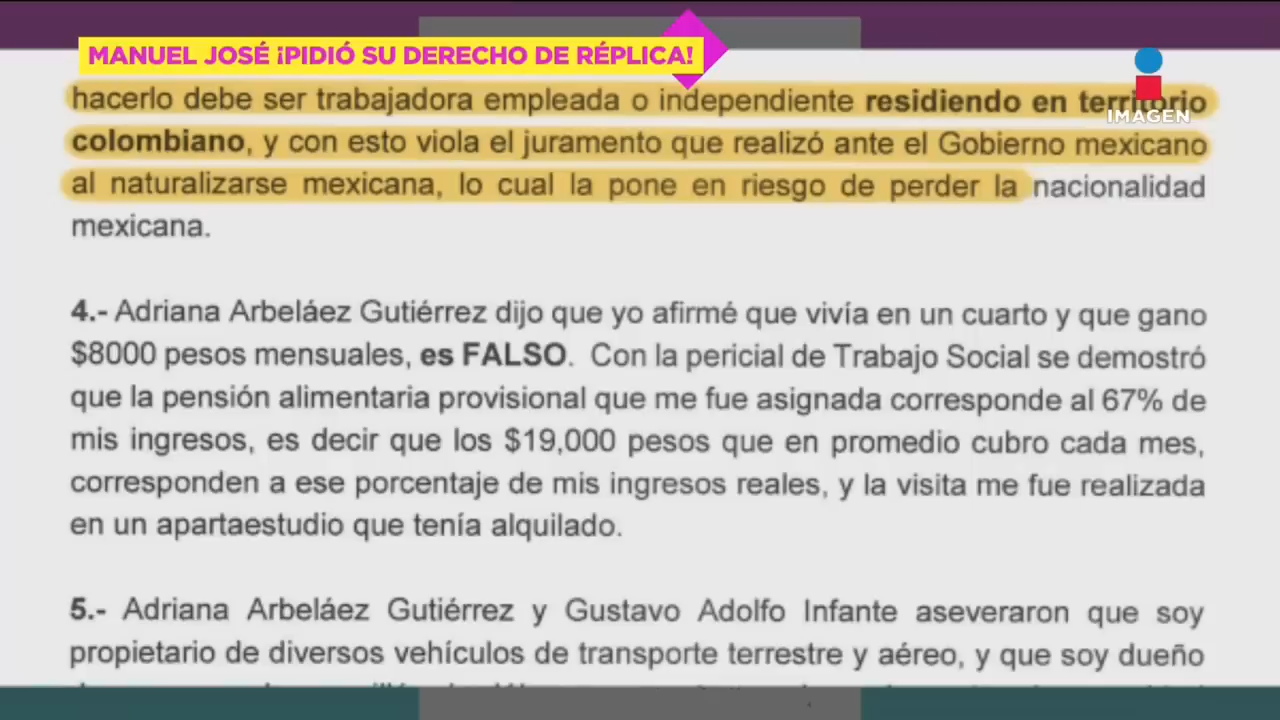 MANUEL JOSÉ ¡PIDIÓ SU DERECHO DE RÉPLICA!
IMAGEN
hacerlo debe ser trabajadora empleada o independiente residiendo en territorio
colombiano, y con esto viola el juramento que realizó ante el Gobierno mexicano
al naturalizarse mexicana, lo cual la pone en riesgo de perder la nacionalidad
mexicana.
4.- Adriana Arbeláez Gutiérrez dijo que yo afirmé que vivía en un cuarto y que gano
$8000 pesos mensuales, es FALSO. Con la pericial de Trabajo Social se demostró
que la pensión alimentaria provisional que me fue asignada corresponde al 67% de
mis ingresos, es decir que los $19,000 pesos que en promedio cubro cada mes,
corresponden a ese porcentaje de mis ingresos reales, y la visita me fue realizada
en un apartaestudio que tenía alquilado.
5.- Adriana Arbeláez Gutiérrez y Gustavo Adolfo Infante aseveraron que soy
propietario de diversos vehículos de transporte terrestre y aéreo, y que soy dueño